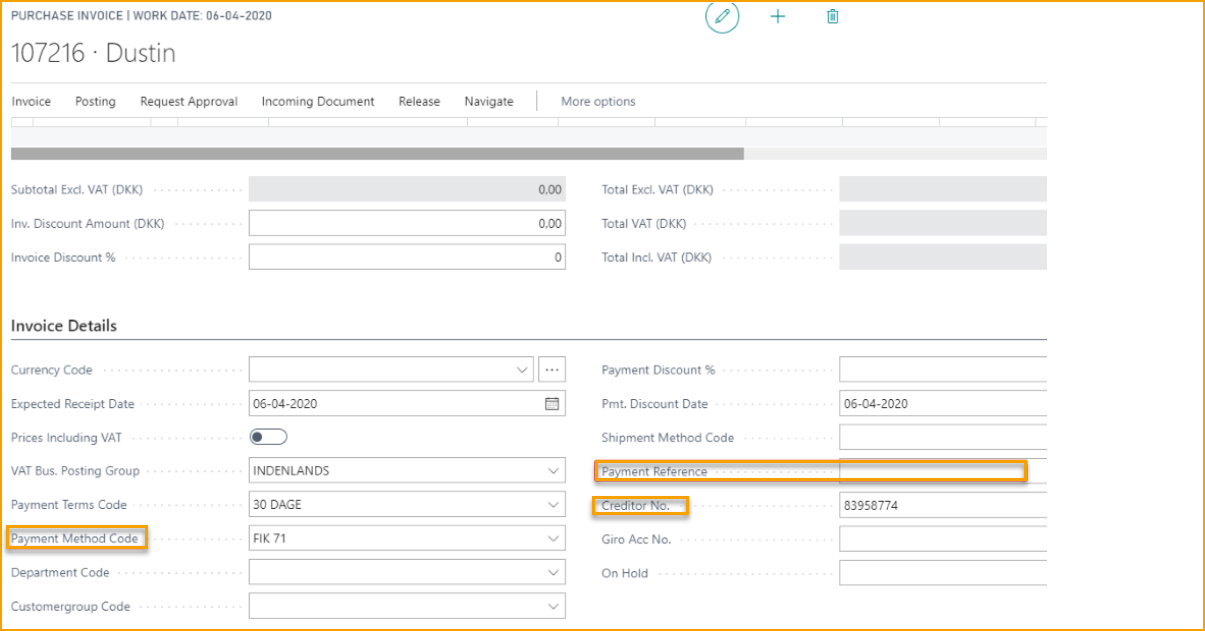 PURCHASE INVOICE | WORK DATE: 06-04-2020
107216 · Dustin
Invoice Posting Request Approval Incoming Document Release Navigate More options
Subtotal Excl. VAT (DKK) 0,00 Total Excl. VAT (DKK)
Inv. Discount Amount (DKK) 0,00 Total VAT (DKK)
Invoice Discount % 0 Total Incl. VAT (DKK)
Invoice Details
Currency Code ... Payment Discount %
Expected Receipt Date 06-04-2020 Pmt. Discount Date 06-04-2020
Prices Including VAT Shipment Method Code
VAT Bus. Posting Group INDENLANDS Payment Reference
Payment Terms Code 30 DAGE Creditor No. 83958774
Payment Method Code FIK 71 Giro Acc No.
Department Code On Hold
Customergroup Code